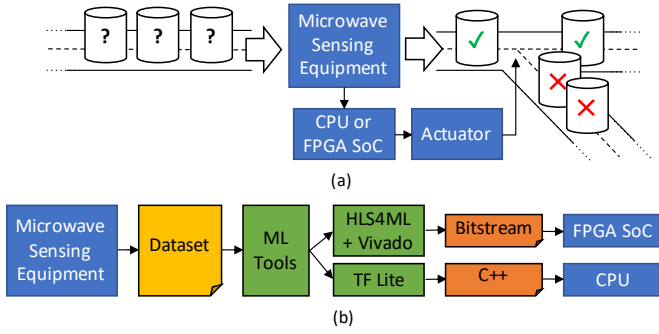 ? ? ?
Microwave
Sensing
Equipment
✓ ✓
✕
✕
CPU or
FPGA SoC
Actuator
(a)
Microwave
Sensing
Equipment
Dataset
ML
Tools
HLS4ML
+ Vivado
Bitstream
FPGA SoC
TF Lite
C++
CPU
(b)